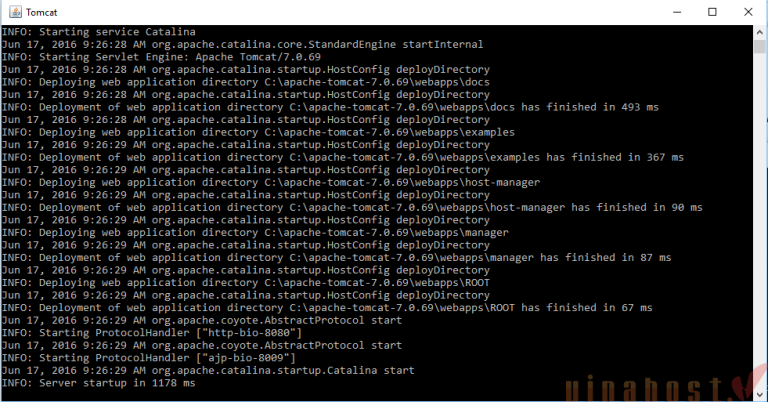 Tomcat
INFO: Starting service Catalina
Jun 17, 2016 9:26:28 AM org.apache.catalina.core.StandardEngine startInternal
INFO: Starting Servlet Engine: Apache Tomcat/7.0.69
Jun 17, 2016 9:26:28 AM org.apache.catalina.startup.HostConfig deployDirectory
INFO: Deploying web application directory C:\apache-tomcat-7.0.69\webapps\docs
Jun 17, 2016 9:26:28 AM org.apache.catalina.startup.HostConfig deployDirectory
INFO: Deployment of web application directory C:\apache-tomcat-7.0.69\webapps\docs has finished in 493 ms
Jun 17, 2016 9:26:28 AM org.apache.catalina.startup.HostConfig deployDirectory
INFO: Deploying web application directory C:\apache-tomcat-7.0.69\webapps\examples
Jun 17, 2016 9:26:29 AM org.apache.catalina.startup.HostConfig deployDirectory
INFO: Deployment of web application directory C:\apache-tomcat-7.0.69\webapps\examples has finished in 367 ms
Jun 17, 2016 9:26:29 AM org.apache.catalina.startup.HostConfig deployDirectory
INFO: Deploying web application directory C:\apache-tomcat-7.0.69\webapps\host-manager
Jun 17, 2016 9:26:29 AM org.apache.catalina.startup.HostConfig deployDirectory
INFO: Deployment of web application directory C:\apache-tomcat-7.0.69\webapps\host-manager has finished in 90 ms
Jun 17, 2016 9:26:29 AM org.apache.catalina.startup.HostConfig deployDirectory
INFO: Deploying web application directory C:\apache-tomcat-7.0.69\webapps\manager
Jun 17, 2016 9:26:29 AM org.apache.catalina.startup.HostConfig deployDirectory
INFO: Deployment of web application directory C:\apache-tomcat-7.0.69\webapps\manager has finished in 87 ms
Jun 17, 2016 9:26:29 AM org.apache.catalina.startup.HostConfig deployDirectory
INFO: Deploying web application directory C:\apache-tomcat-7.0.69\webapps\ROOT
Jun 17, 2016 9:26:29 AM org.apache.catalina.startup.HostConfig deployDirectory
INFO: Deployment of web application directory C:\apache-tomcat-7.0.69\webapps\ROOT has finished in 67 ms
Jun 17, 2016 9:26:29 AM org.apache.coyote.AbstractProtocol start
INFO: Starting ProtocolHandler ["http-bio-8080"]
Jun 17, 2016 9:26:29 AM org.apache.coyote.AbstractProtocol start
INFO: Starting ProtocolHandler ["ajp-bio-8009"]
Jun 17, 2016 9:26:29 AM org.apache.catalina.startup.Catalina start
INFO: Server startup in 1178 ms
vinahost.